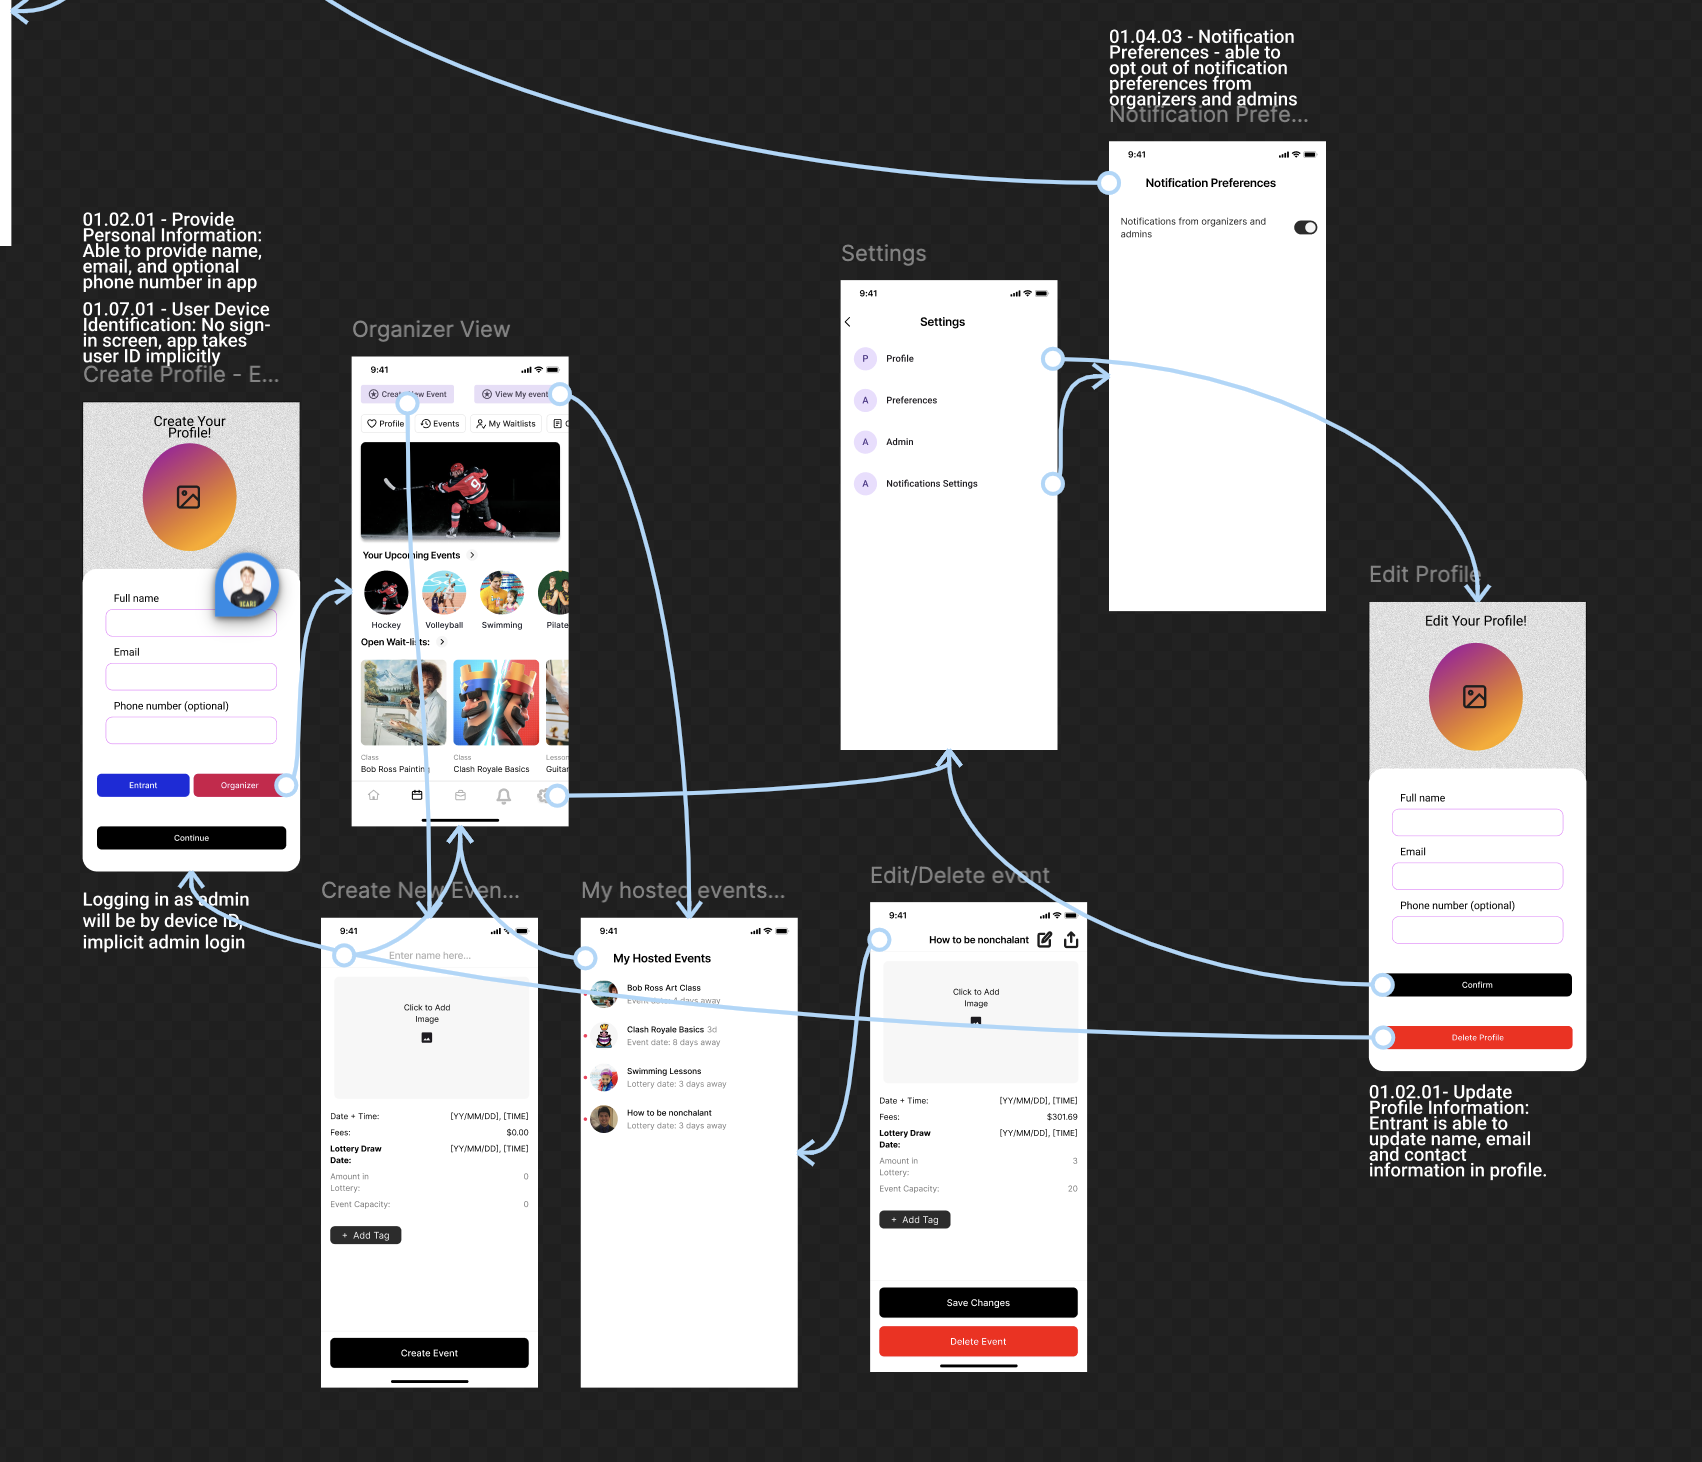 01.04.03 - Notification
Preferences - able to
opt out of notification
preferences from
organizers and admins
Notification Prefe...
9:41
Notification Preferences
Notifications from organizers and
admins
01.02.01 - Provide
Personal Information:
Able to provide name,
email, and optional
phone number in app
01.07.01 - User Device
Identification: No sign-
in screen, app takes
user ID implicitly
Create Profile - E...
Create Your
Profile!
Full name
Email
Phone number (optional)
Entrant
Organizer
Continue
Logging in as admin
will be by device ID,
implicit admin login
Organizer View
9:41
Create New Event
View My event
Profile
Events
My Waitlists
9
Your Upcoming Events
Hockey
Volleyball
Swimming
Pilate
Open Wait-lists:
Class
Bob Ross Painting
Class
Clash Royale Basics
Lesson
Guitar
Settings
9:41
Settings
P
Profile
A
Preferences
A
Admin
A
Notifications Settings
Edit Profile
Edit Your Profile!
Full name
Email
Phone number (optional)
Confirm
Delete Profile
01.02.01- Update
Profile Information:
Entrant is able to
update name, email
and contact
information in profile.
Create New Even...
9:41
Enter name here...
Click to Add
Image
Date + Time:
[YY/MM/DD], [TIME]
Fees:
$0.00
Lottery Draw
Date:
[YY/MM/DD], [TIME]
Amount in
Lottery:
0
Event Capacity:
0
+ Add Tag
Create Event
My hosted events...
9:41
My Hosted Events
Bob Ross Art Class
Event date: 4 days away
Clash Royale Basics 3d
Event date: 8 days away
Swimming Lessons
Lottery date: 3 days away
How to be nonchalant
Lottery date: 3 days away
Edit/Delete event
9:41
How to be nonchalant
Click to Add
Image
Date + Time:
[YY/MM/DD], [TIME]
Fees:
$301.69
Lottery Draw
Date:
[YY/MM/DD], [TIME]
Amount in
Lottery:
3
Event Capacity:
20
+ Add Tag
Save Changes
Delete Event